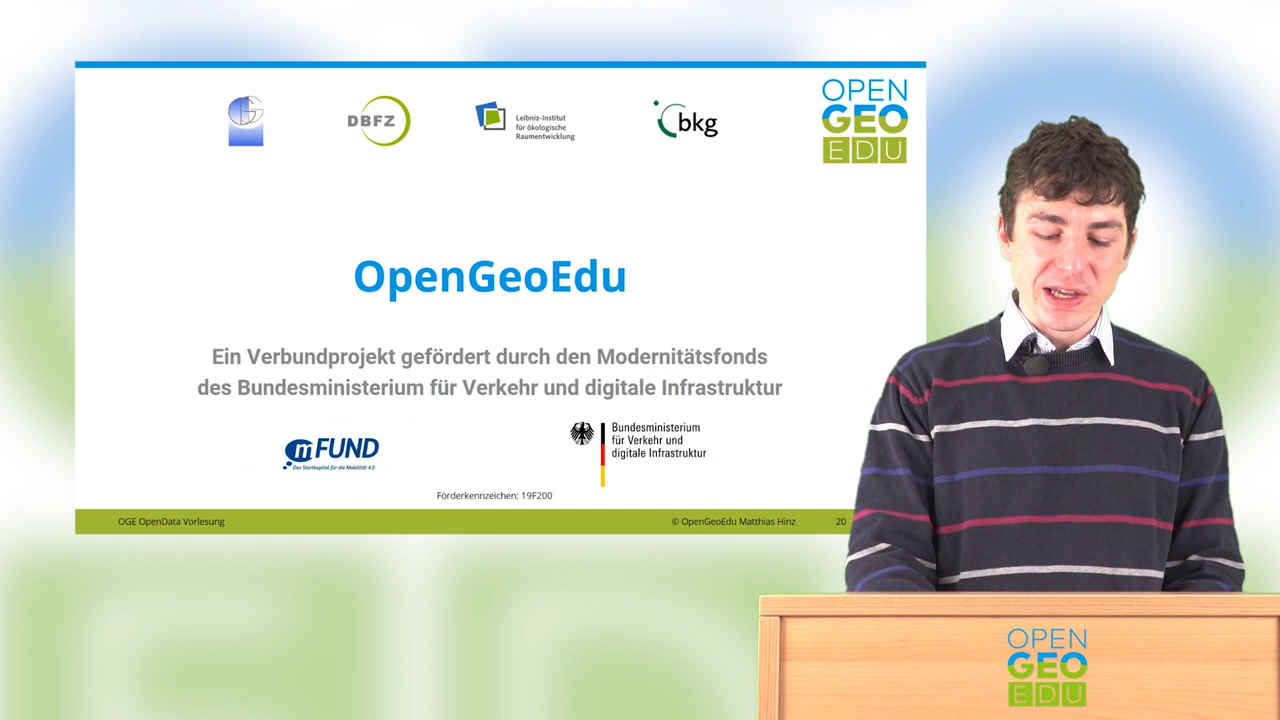 DBFZ
Leibniz-Institut
für ökologische
Raumentwicklung
bkg
OPEN
GEO
EDU
OpenGeoEdu
Ein Verbundprojekt gefördert durch den Modernitätsfonds
des Bundesministerium für Verkehr und digitale Infrastruktur
mFUND
Das Startkapital für die Mobilität 4.0
Bundesministerium
für Verkehr und
digitale Infrastruktur
Förderkennzeichen: 19F200
OGE OpenData Vorlesung
© OpenGeoEdu Matthias Hinz
20
OPEN
GEO
EDU